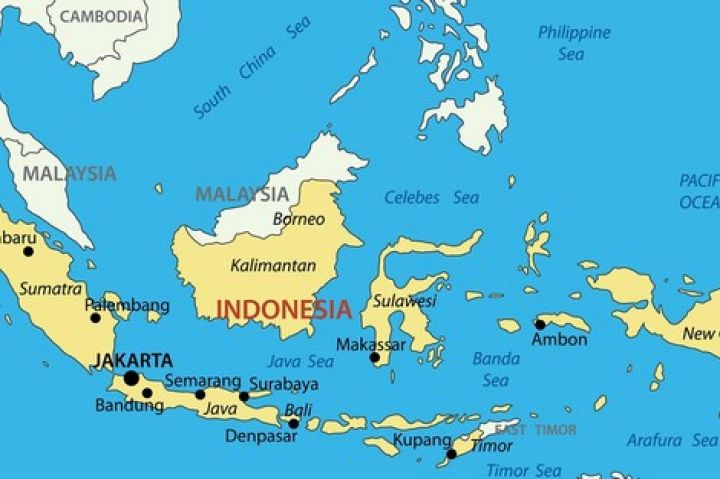 CAMBODIA
South China Sea
Philippine
Sea
MALAYSIA
MALAYSIA
PACIF
OCEA
Celebes Sea
Borneo
baru
Kalimantan
Sumatra
Palembang
INDONESIA
Sulawesi
New
Makassar
Ambon
JAKARTA
Java Sea
Banda
Sea
Semarang
Surabaya
Bandung
Java
Bali
Denpasar
Kupang
Timor
EAST TIMOR
Arafura Sea
Timor Sea